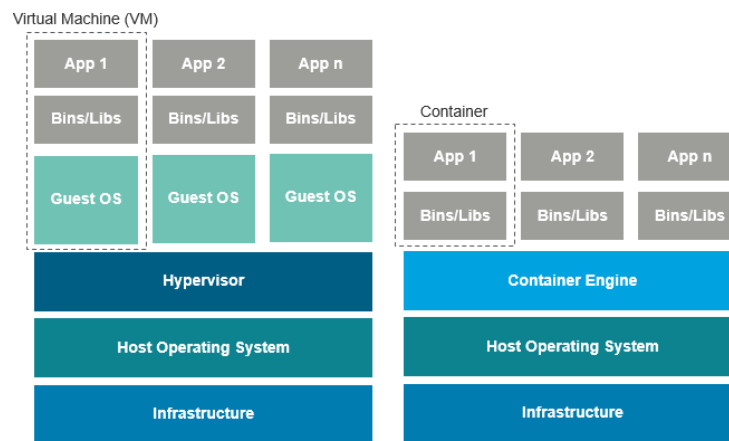 Virtual Machine (VM)
App 1
App 2
App n
Bins/Libs
Bins/Libs
Bins/Libs
Guest OS
Guest OS
Guest OS
Hypervisor
Host Operating System
Infrastructure
Container
App 1
App 2
App n
Bins/Libs
Bins/Libs
Bins/Libs
Container Engine
Host Operating System
Infrastructure